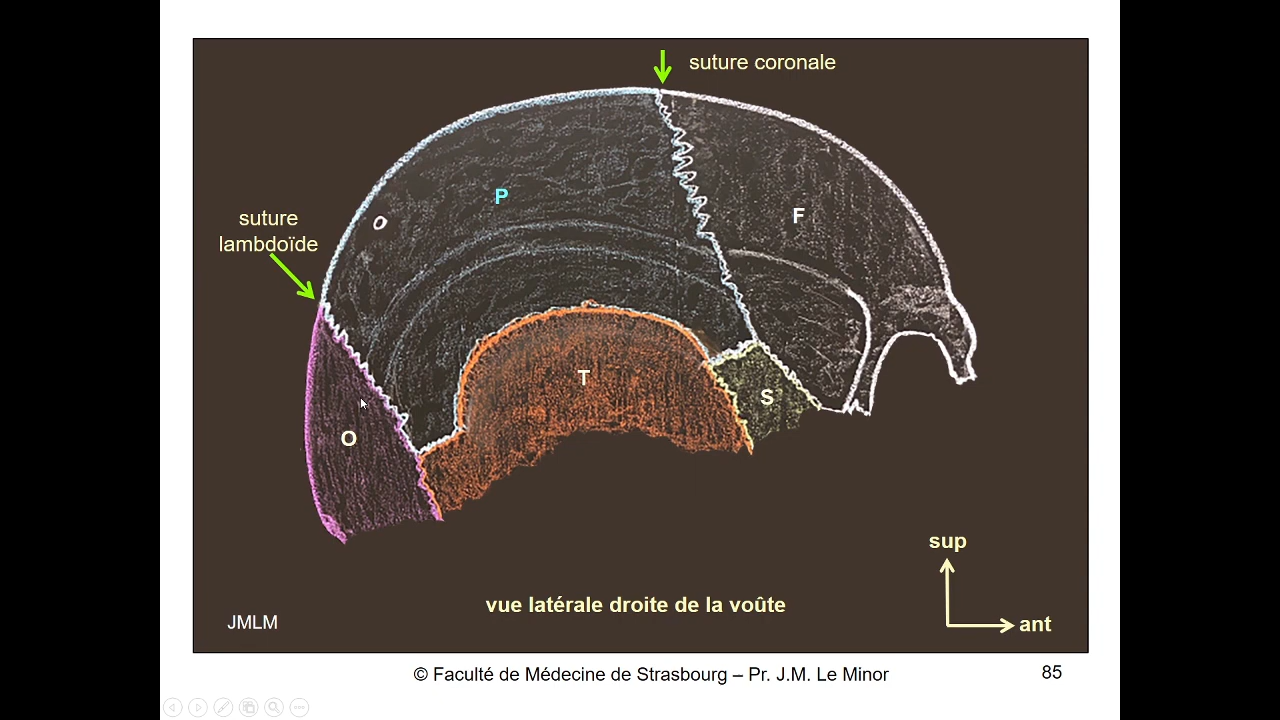 suture coronale
P
F
suture
lambdoïde
T
S
O
sup
ant
vue latérale droite de la voûte
JMLM
© Faculté de Médecine de Strasbourg – Pr. J.M. Le Minor
85